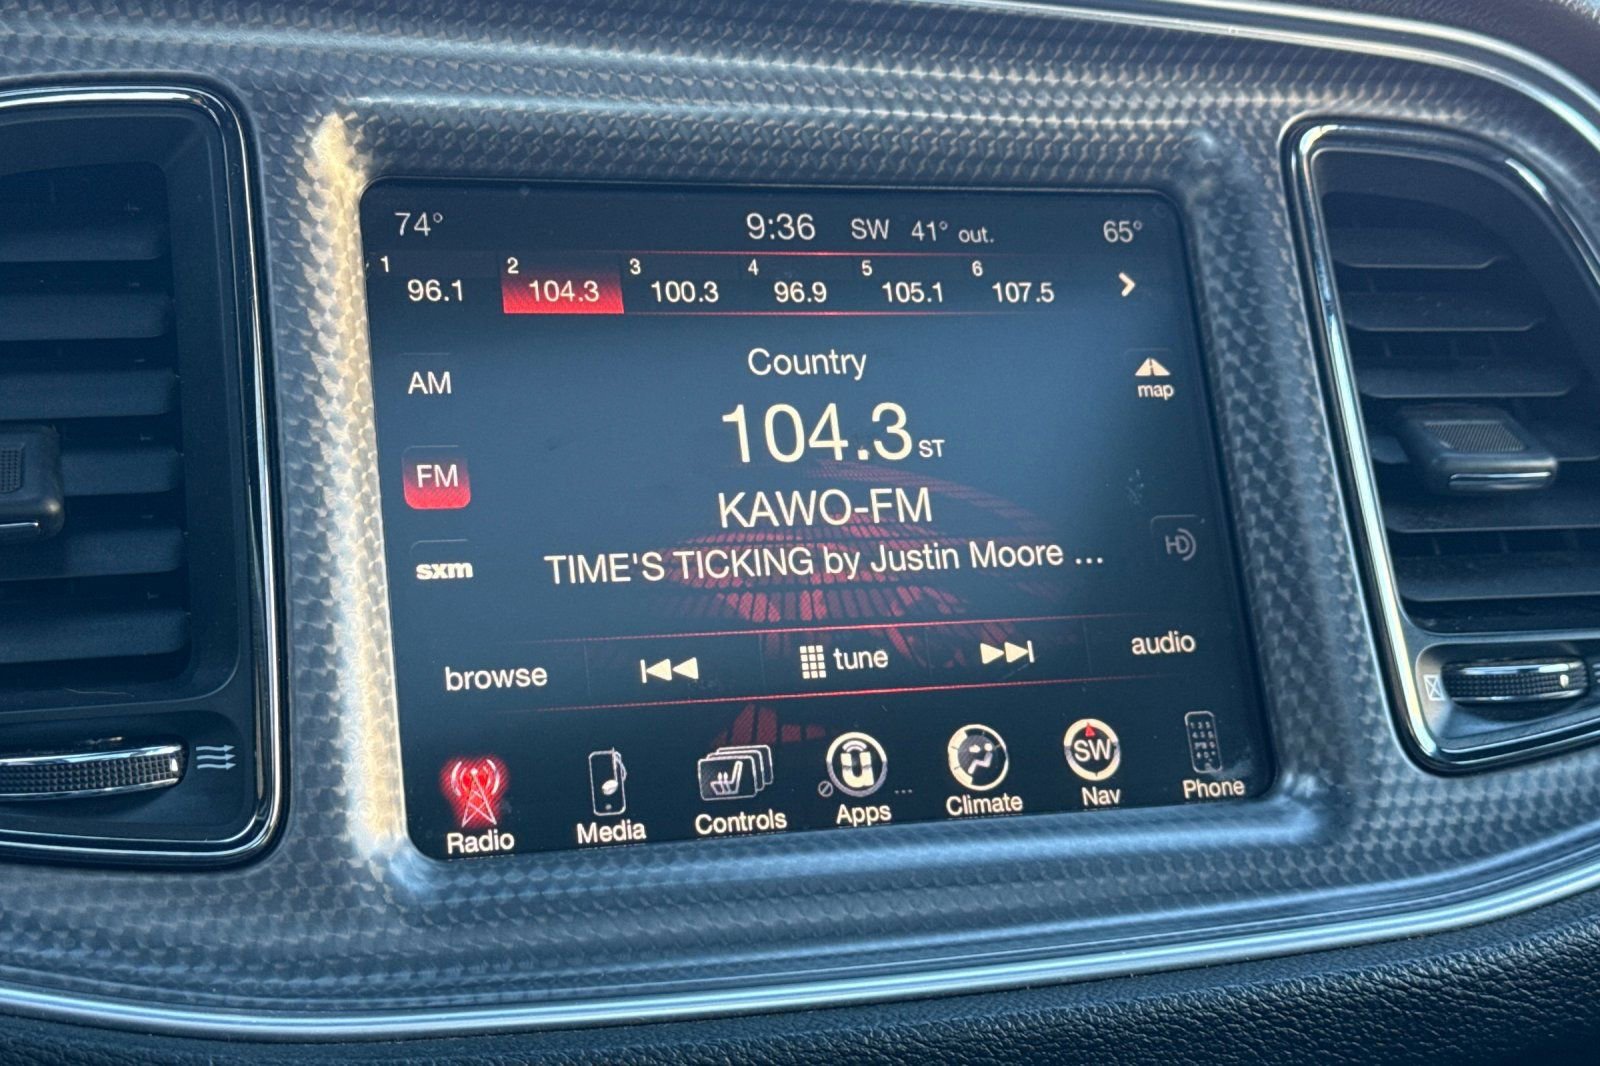 74° 9:36 SW 41° out. 65°
1 2 3 4 5 6
96.1 104.3 100.3 96.9 105.1 107.5
Country
AM
map
104.3 ST
FM
KAWO-FM
HD
TIME'S TICKING by Justin Moore ...
sxm
browse tune audio
SW
Radio Media Controls Apps Climate Nav Phone